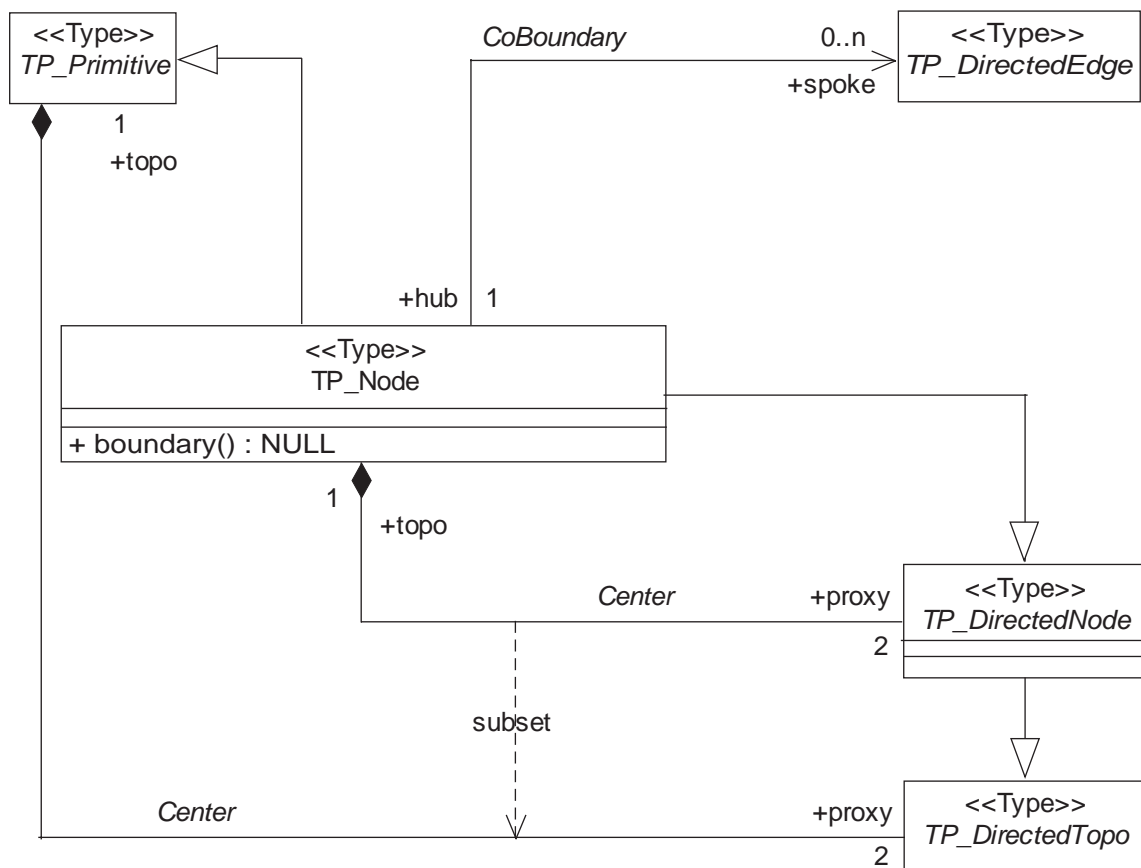 <<Type>>
TP_Primitive
1
+topo
CoBoundary
0..n
+spoke
<<Type>>
TP_DirectedEdge
+hub
1
<<Type>>
TP_Node
+ boundary() : NULL
1
+topo
Center
+proxy
2
<<Type>>
TP_DirectedNode
subset
Center
+proxy
2
<<Type>>
TP_DirectedTopo